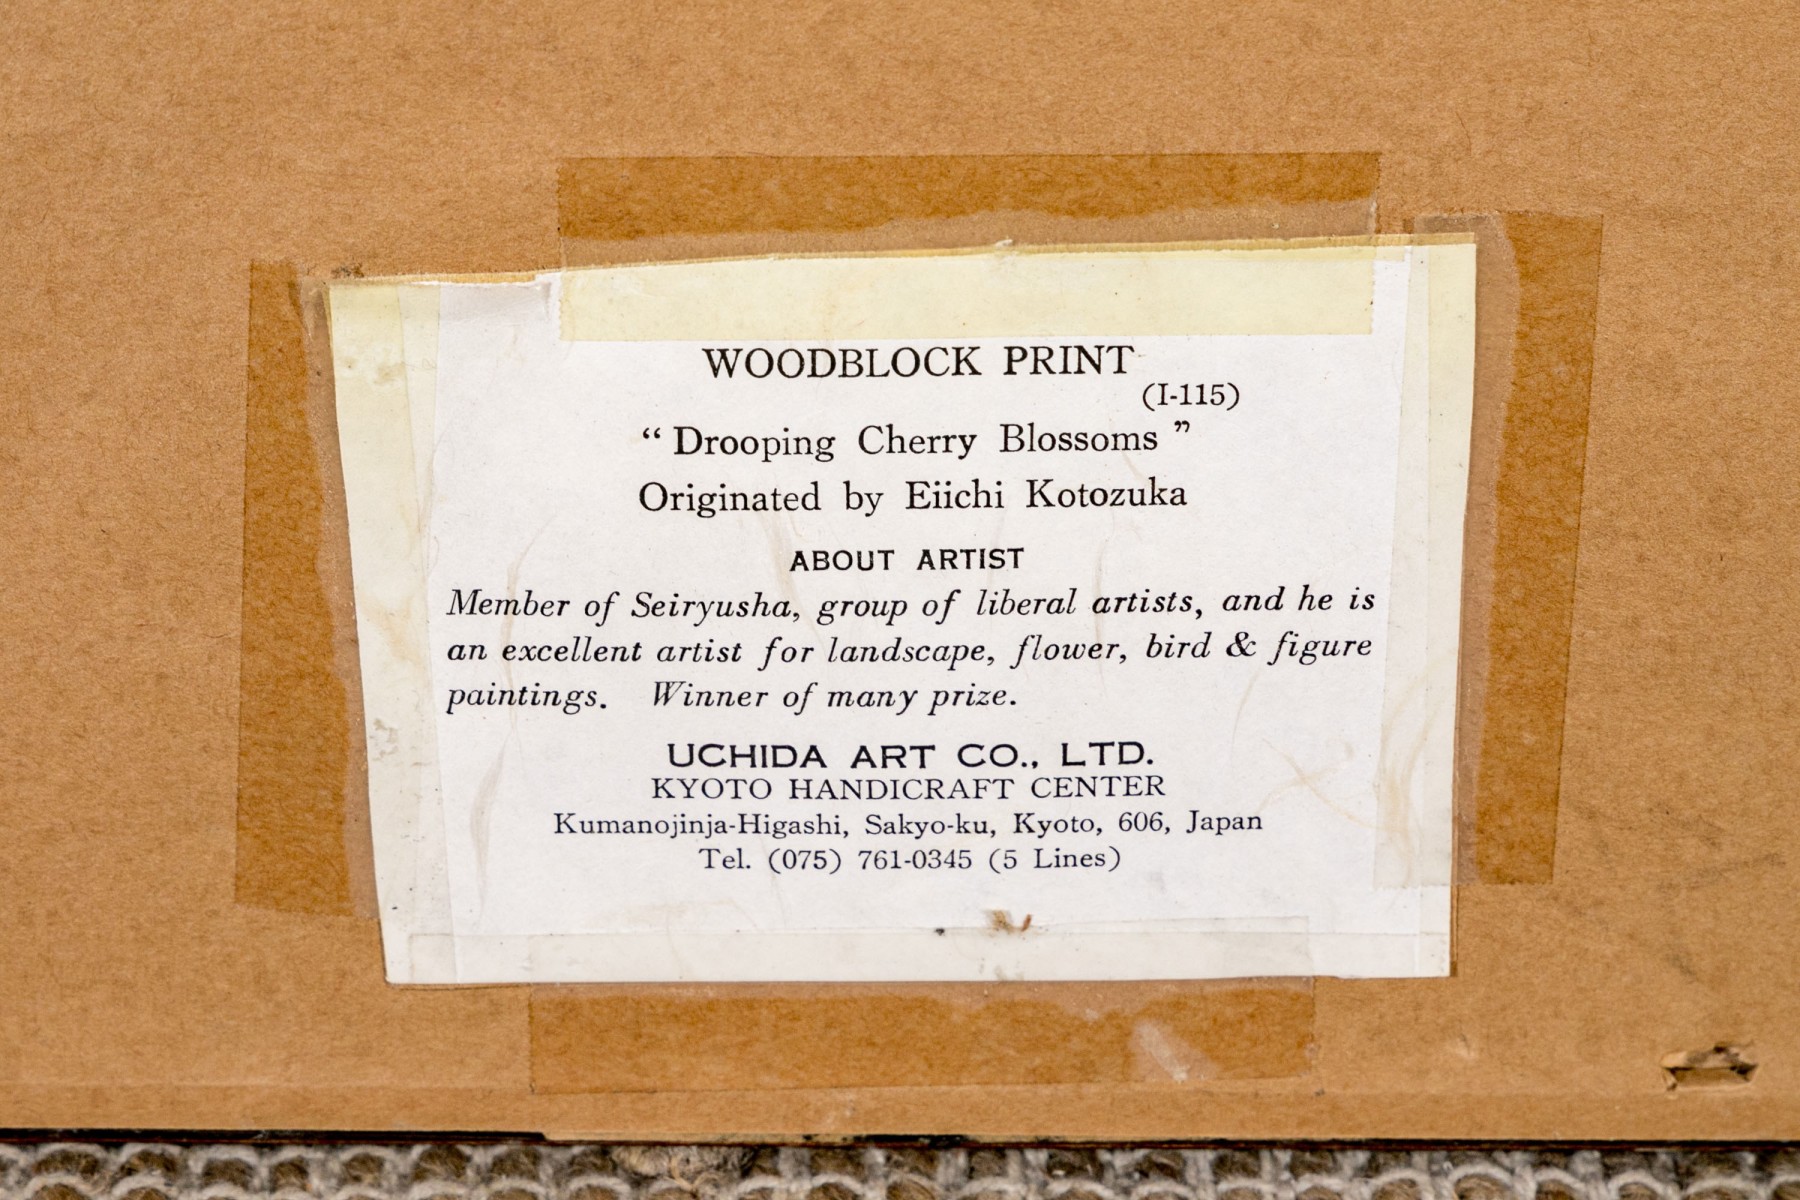 WOODBLOCK PRINT
(I-115)
“Drooping Cherry Blossoms”
Originated by Eiichi Kotozuka
ABOUT ARTIST
Member of Seiryusha, group of liberal artists, and he is
an excellent artist for landscape, flower, bird & figure
paintings. Winner of many prize.
UCHIDA ART CO., LTD.
KYOTO HANDICRAFT CENTER
Kumanojinja-Higashi, Sakyo-ku, Kyoto, 606, Japan
Tel. (075) 761-0345 (5 Lines)